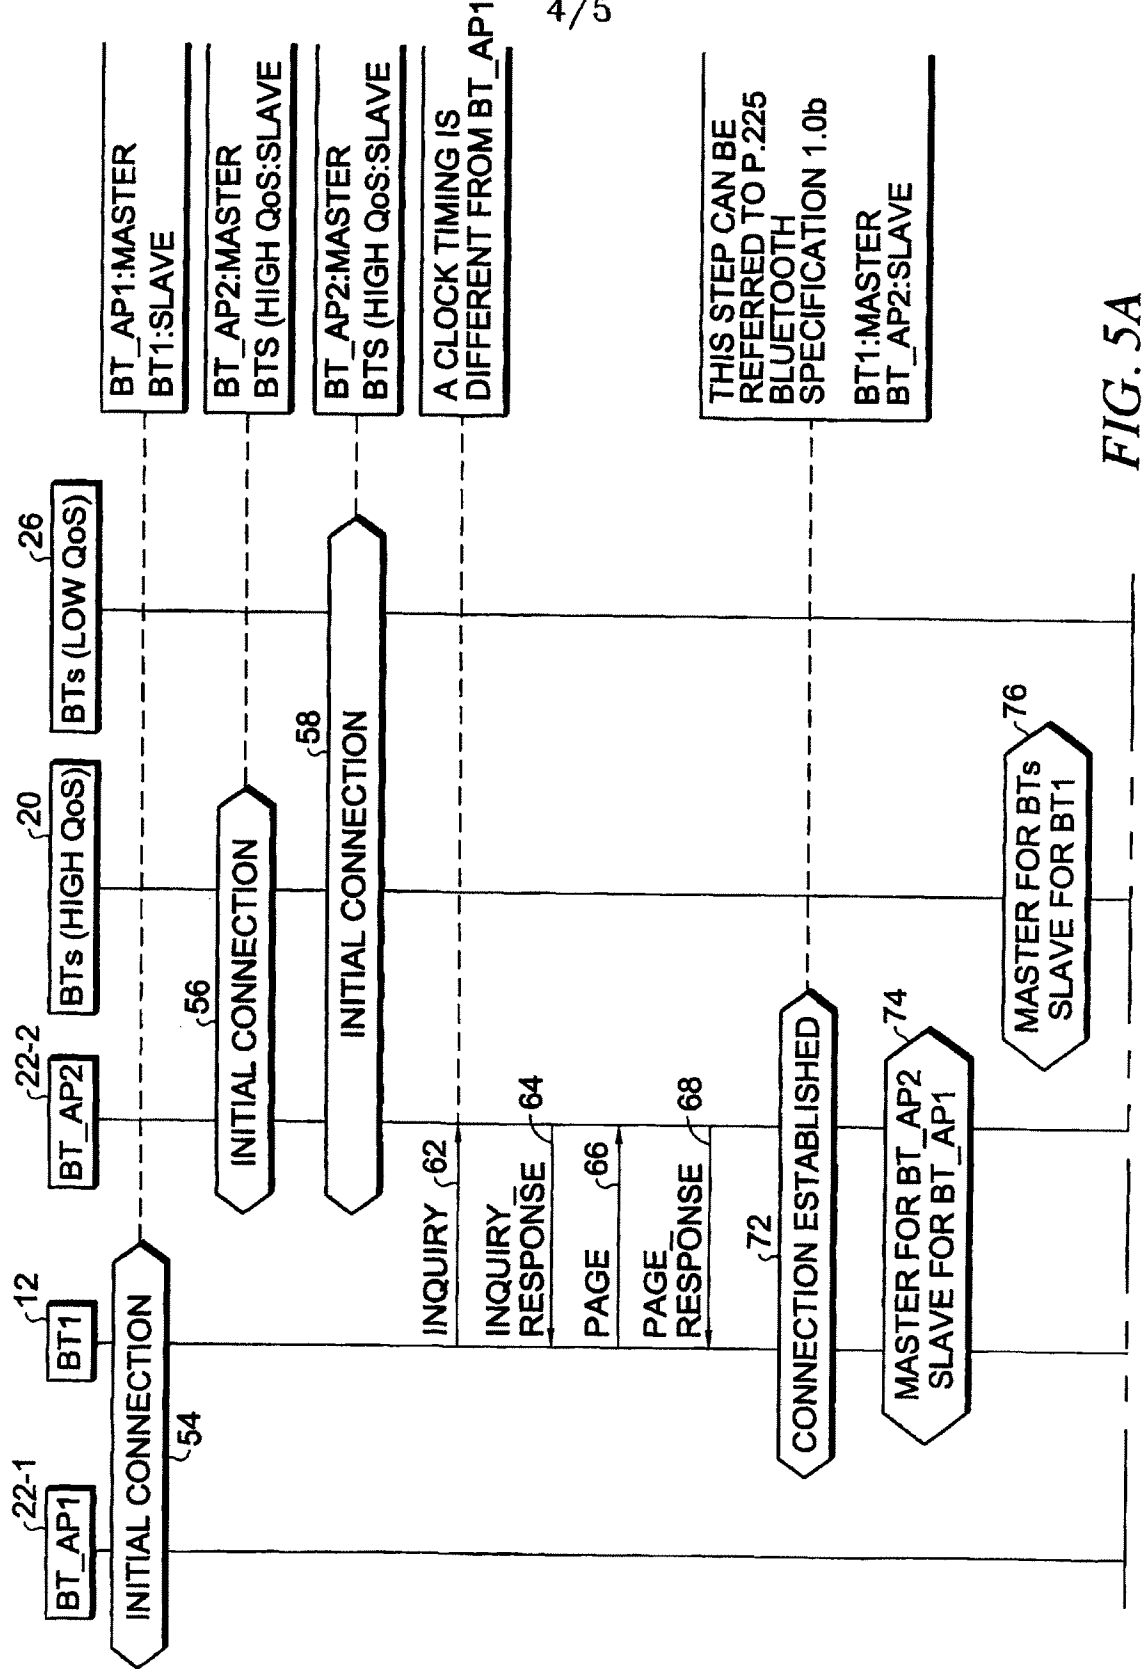 4/5
22-1
12
22-2
20
26
BT_AP1
BT1
BT_AP2
BTs (HIGH QoS)
BTs (LOW QoS)
INITIAL CONNECTION
54
BT_AP1:MASTER
BT1:SLAVE
56
INITIAL CONNECTION
BT_AP2:MASTER
BTS (HIGH QoS:SLAVE
58
INITIAL CONNECTION
BT_AP2:MASTER
BTS (HIGH QoS:SLAVE
INQUIRY 62
A CLOCK TIMING IS
DIFFERENT FROM BT_AP1
INQUIRY_
RESPONSE
64
PAGE 66
PAGE_
RESPONSE
68
72
CONNECTION ESTABLISHED
THIS STEP CAN BE
REFERRED TO P.225
BLUETOOTH
SPECIFICATION 1.0b
BT1:MASTER
BT_AP2:SLAVE
74
MASTER FOR BT_AP2
SLAVE FOR BT_AP1
76
MASTER FOR BTs
SLAVE FOR BT1
FIG. 5A